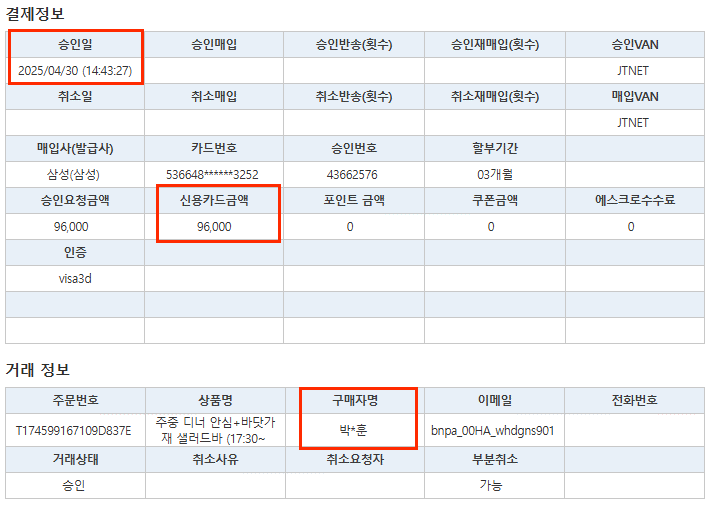 결제정보
승인일 승인매입 승인반송(횟수) 승인재매입(횟수) 승인VAN
2025/04/30 (14:43:27) JTNET
취소일 취소매입 취소반송(횟수) 취소재매입(횟수) 매입VAN
JTNET
매입사(발급사) 카드번호 승인번호 할부기간
삼성(삼성) 536648******3252 43662576 03개월
승인요청금액 신용카드금액 포인트 금액 쿠폰금액 에스크로수수료
96,000 96,000 0 0 0
인증
visa3d
거래 정보
주문번호 상품명 구매자명 이메일 전화번호
T174599167109D837E 주중 디너 안심+바닷가 박*훈 bnpa_00HA_whdgns901
재 샐러드바 (17:30~
거래상태 취소사유 취소요청자 부분취소
승인 가능